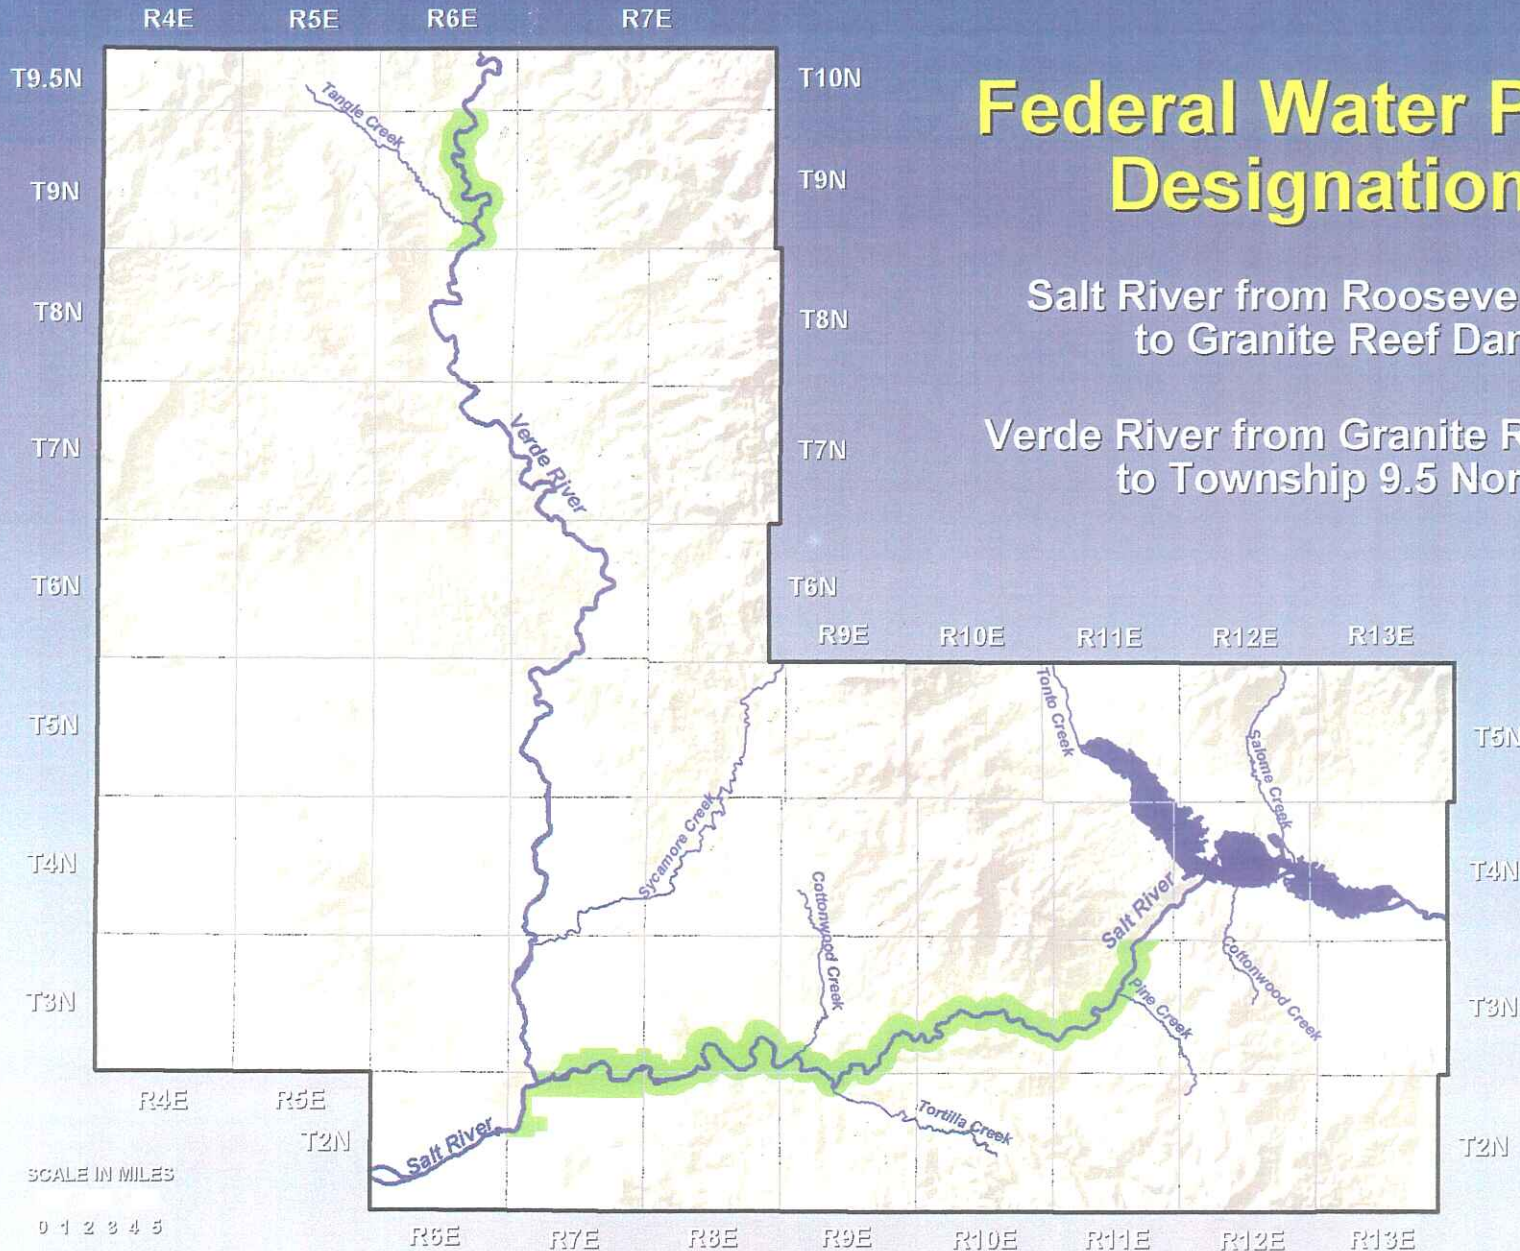 R4E R5E R6E R7E
T9.5N
T10N
Federal Water P
Designation
T9N
T9N
Tangle Creek
Salt River from Rooseve
to Granite Reef Dam
T8N
T8N
Verde River from Granite R
to Township 9.5 Nor
T7N
T7N
Verde River
T6N
T6N
R9E R10E R11E R12E R13E
T5N
T5N
Tonto Creek
Salome Creek
Sycamore Creek
T4N
T4N
Cottonwood Creek
Salt River
Cottonwood Creek
Pine Creek
T3N
T3N
R4E R5E
T2N
T2N
Salt River
Tortilla Creek
SCALE IN MILES
0 1 2 3 4 5
R6E R7E R8E R9E R10E R11E R12E R13E